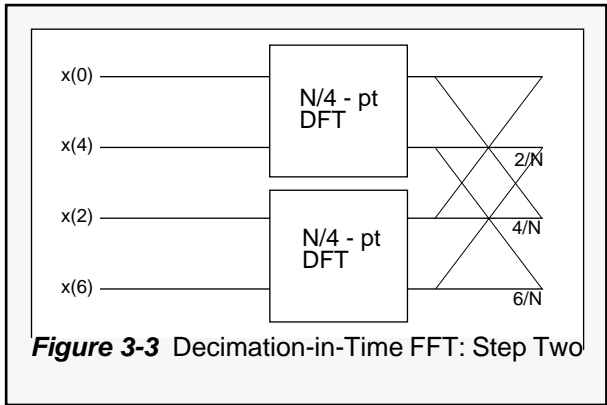 x(0)
N/4 - pt
DFT
x(4)
2/N
x(2)
4/N
N/4 - pt
DFT
x(6)
6/N
Figure 3-3 Decimation-in-Time FFT: Step Two